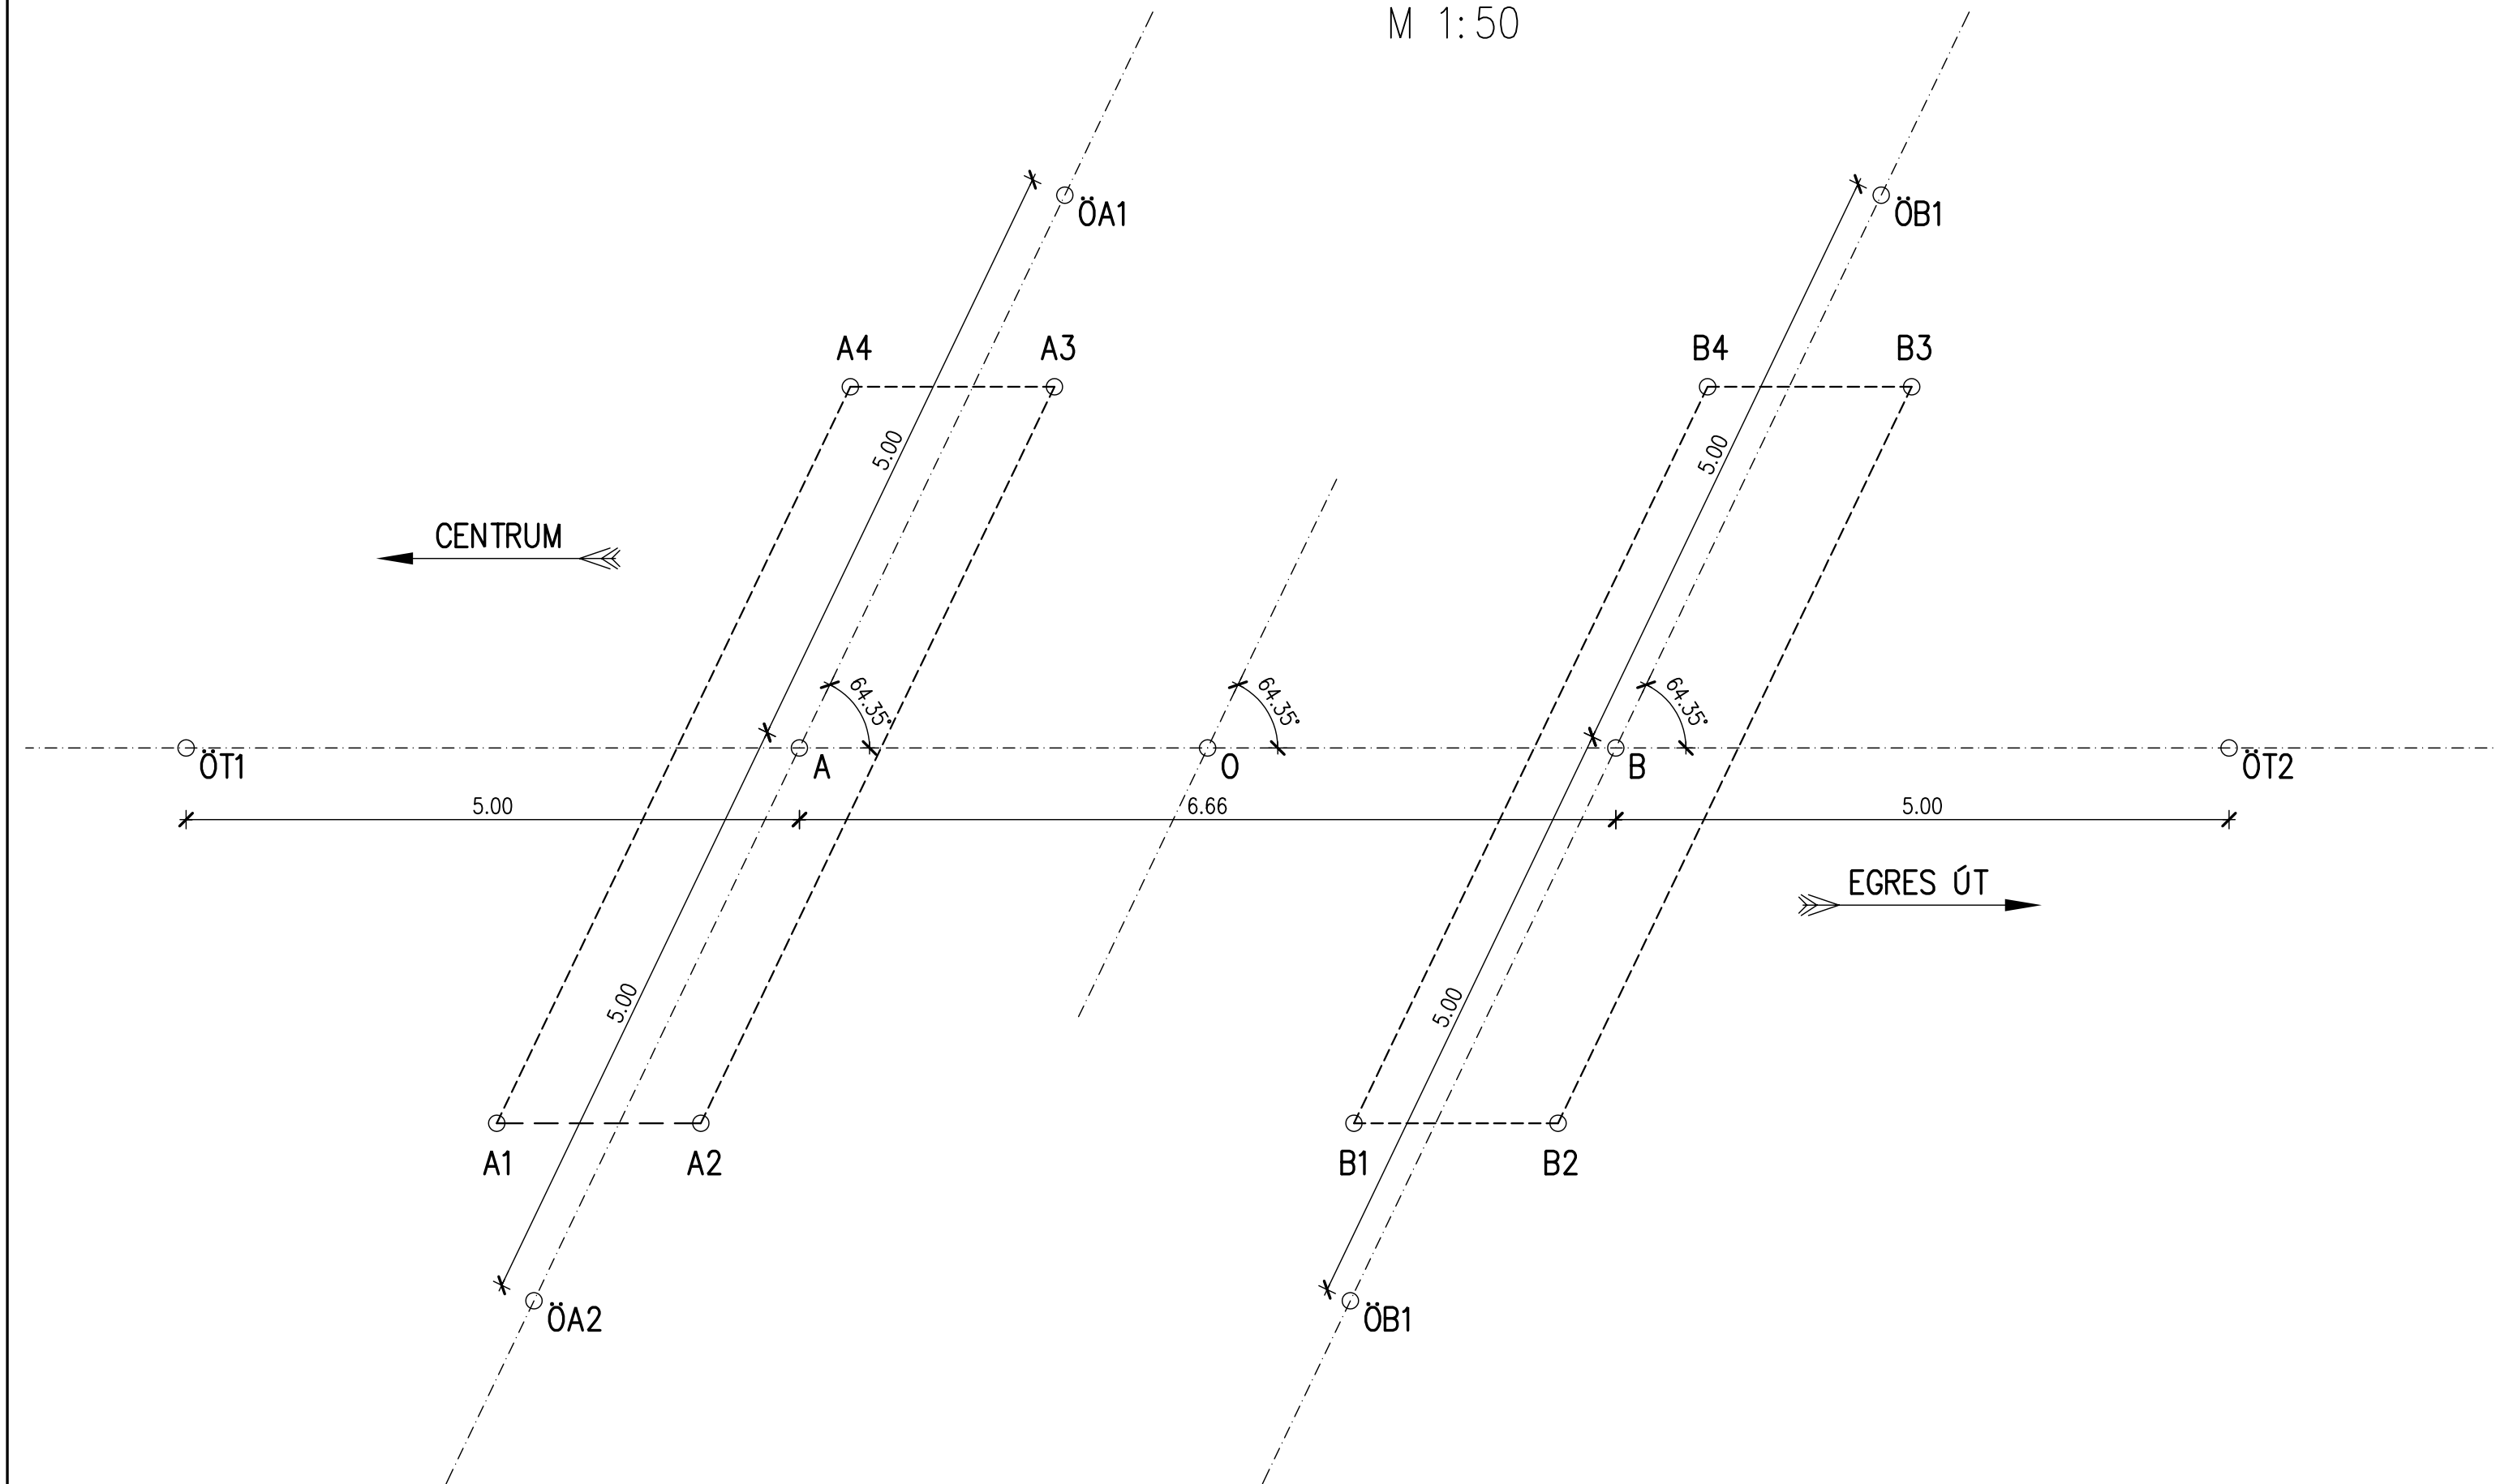 M 1:50
ÖA1
ÖB1
A4
A3
B4
B3
5.00
5.00
CENTRUM
64.35°
64.35°
64.35°
ÖT1
A
O
B
ÖT2
5.00
6.66
5.00
EGRES ÚT
5.00
5.00
A1
A2
B1
B2
ÖA2
ÖB1